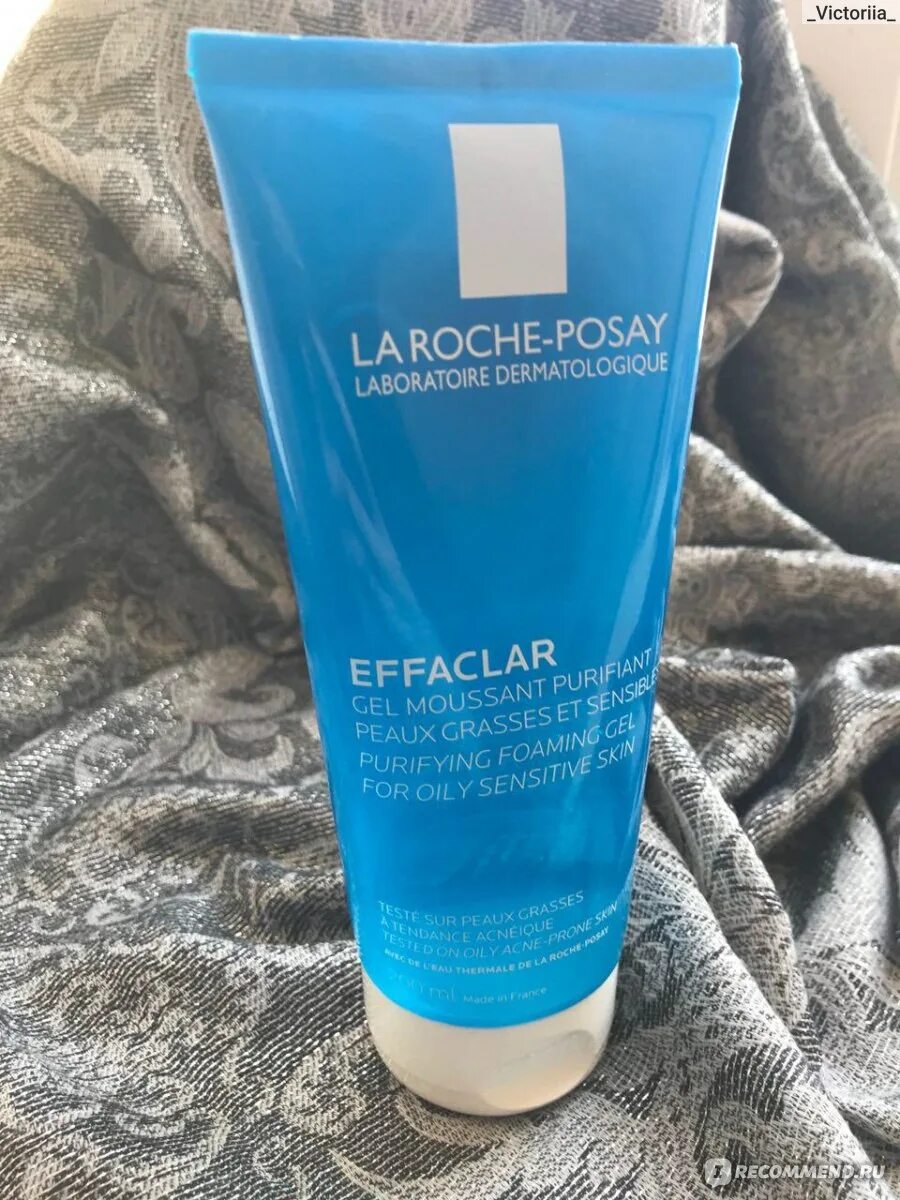 _Victoriia_
LA ROCHE-POSAY
LABORATOIRE DERMATOLOGIQUE
EFFACLAR
GEL MOUSSANT PURIFIANT
PEAUX GRASSES ET SENSIBLES
PURIFYING FOAMING GEL
FOR OILY SENSITIVE SKIN
TESTÉ SUR PEAUX GRASSES
À TENDANCE ACNÉIQUE
TESTED ON OILY ACNE-PRONE SKIN
AVEC DE L'EAU THERMALE DE LA ROCHE-POSAY
200 ml Made in France
RECOMMEND.RU